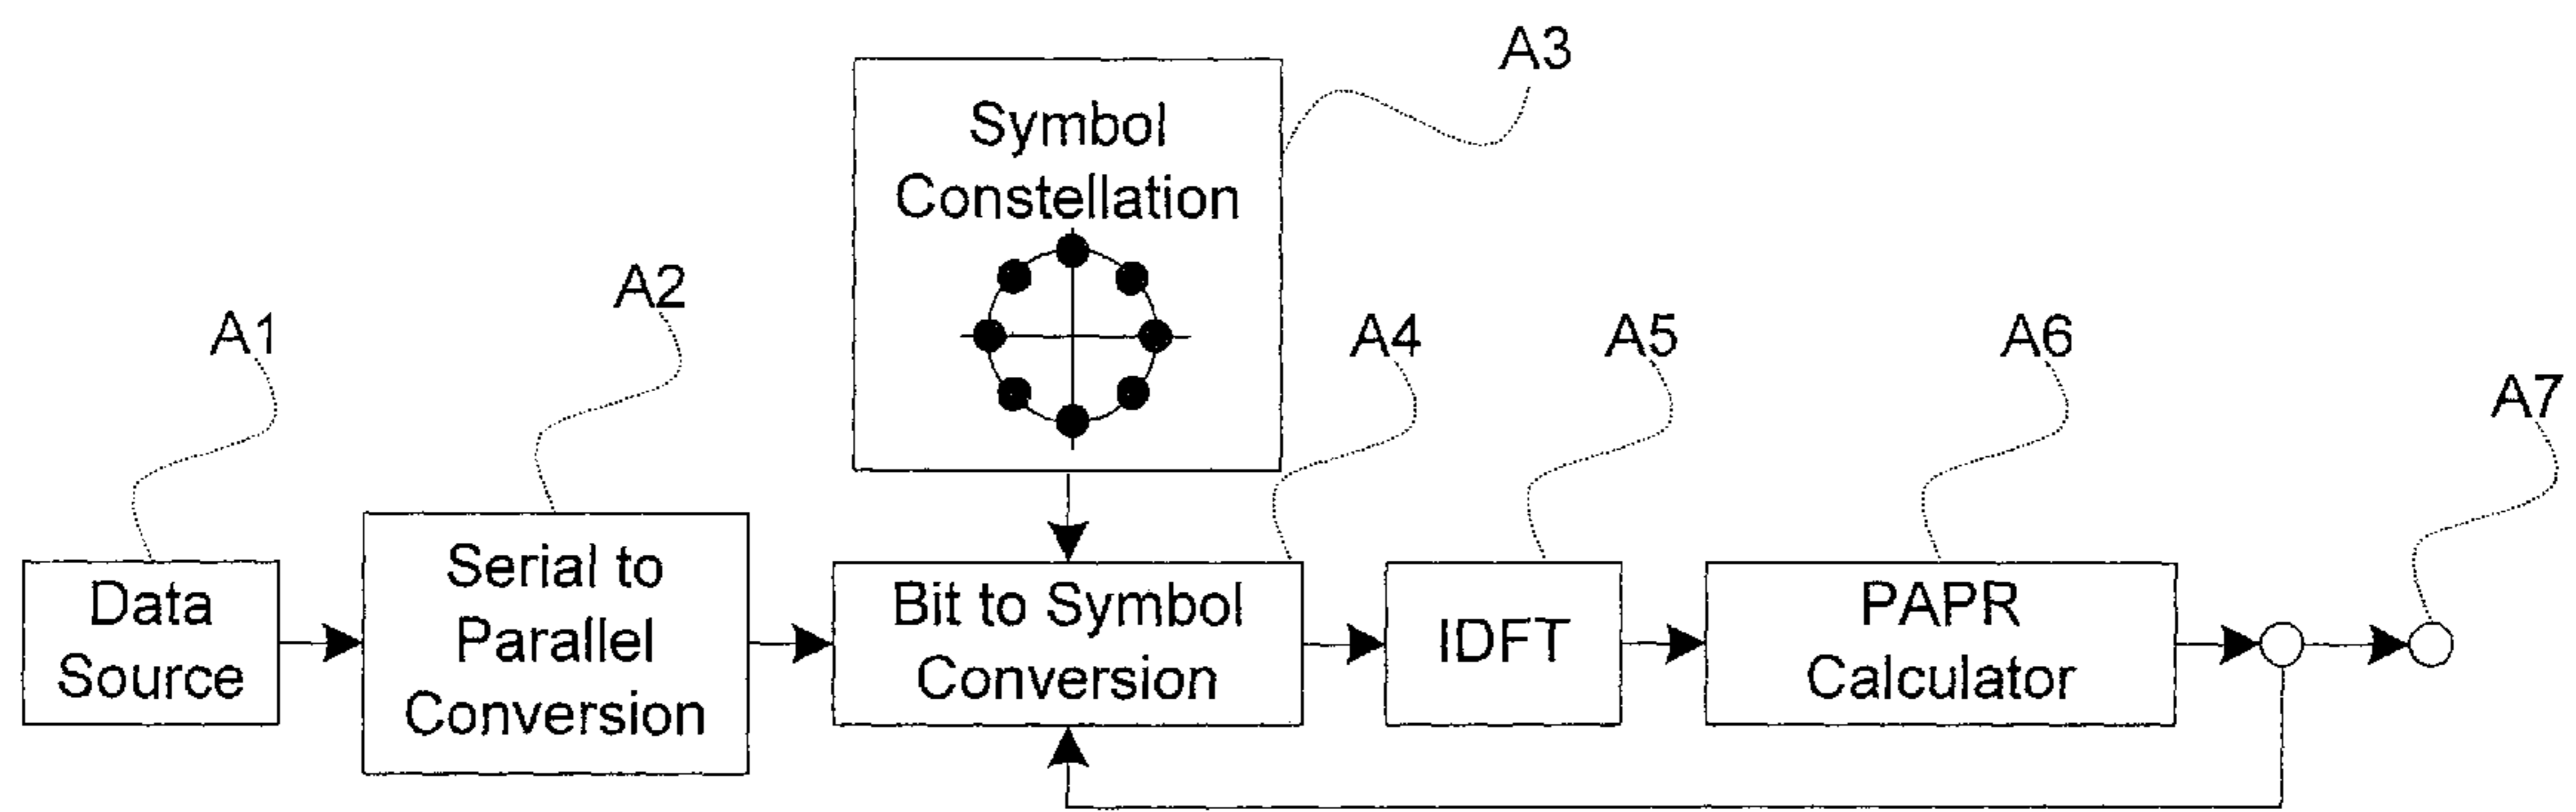 A3
Symbol
Constellation
A2
A1
A4
A5
A6
A7
Data
Source
Serial to
Parallel
Conversion
Bit to Symbol
Conversion
IDFT
PAPR
Calculator